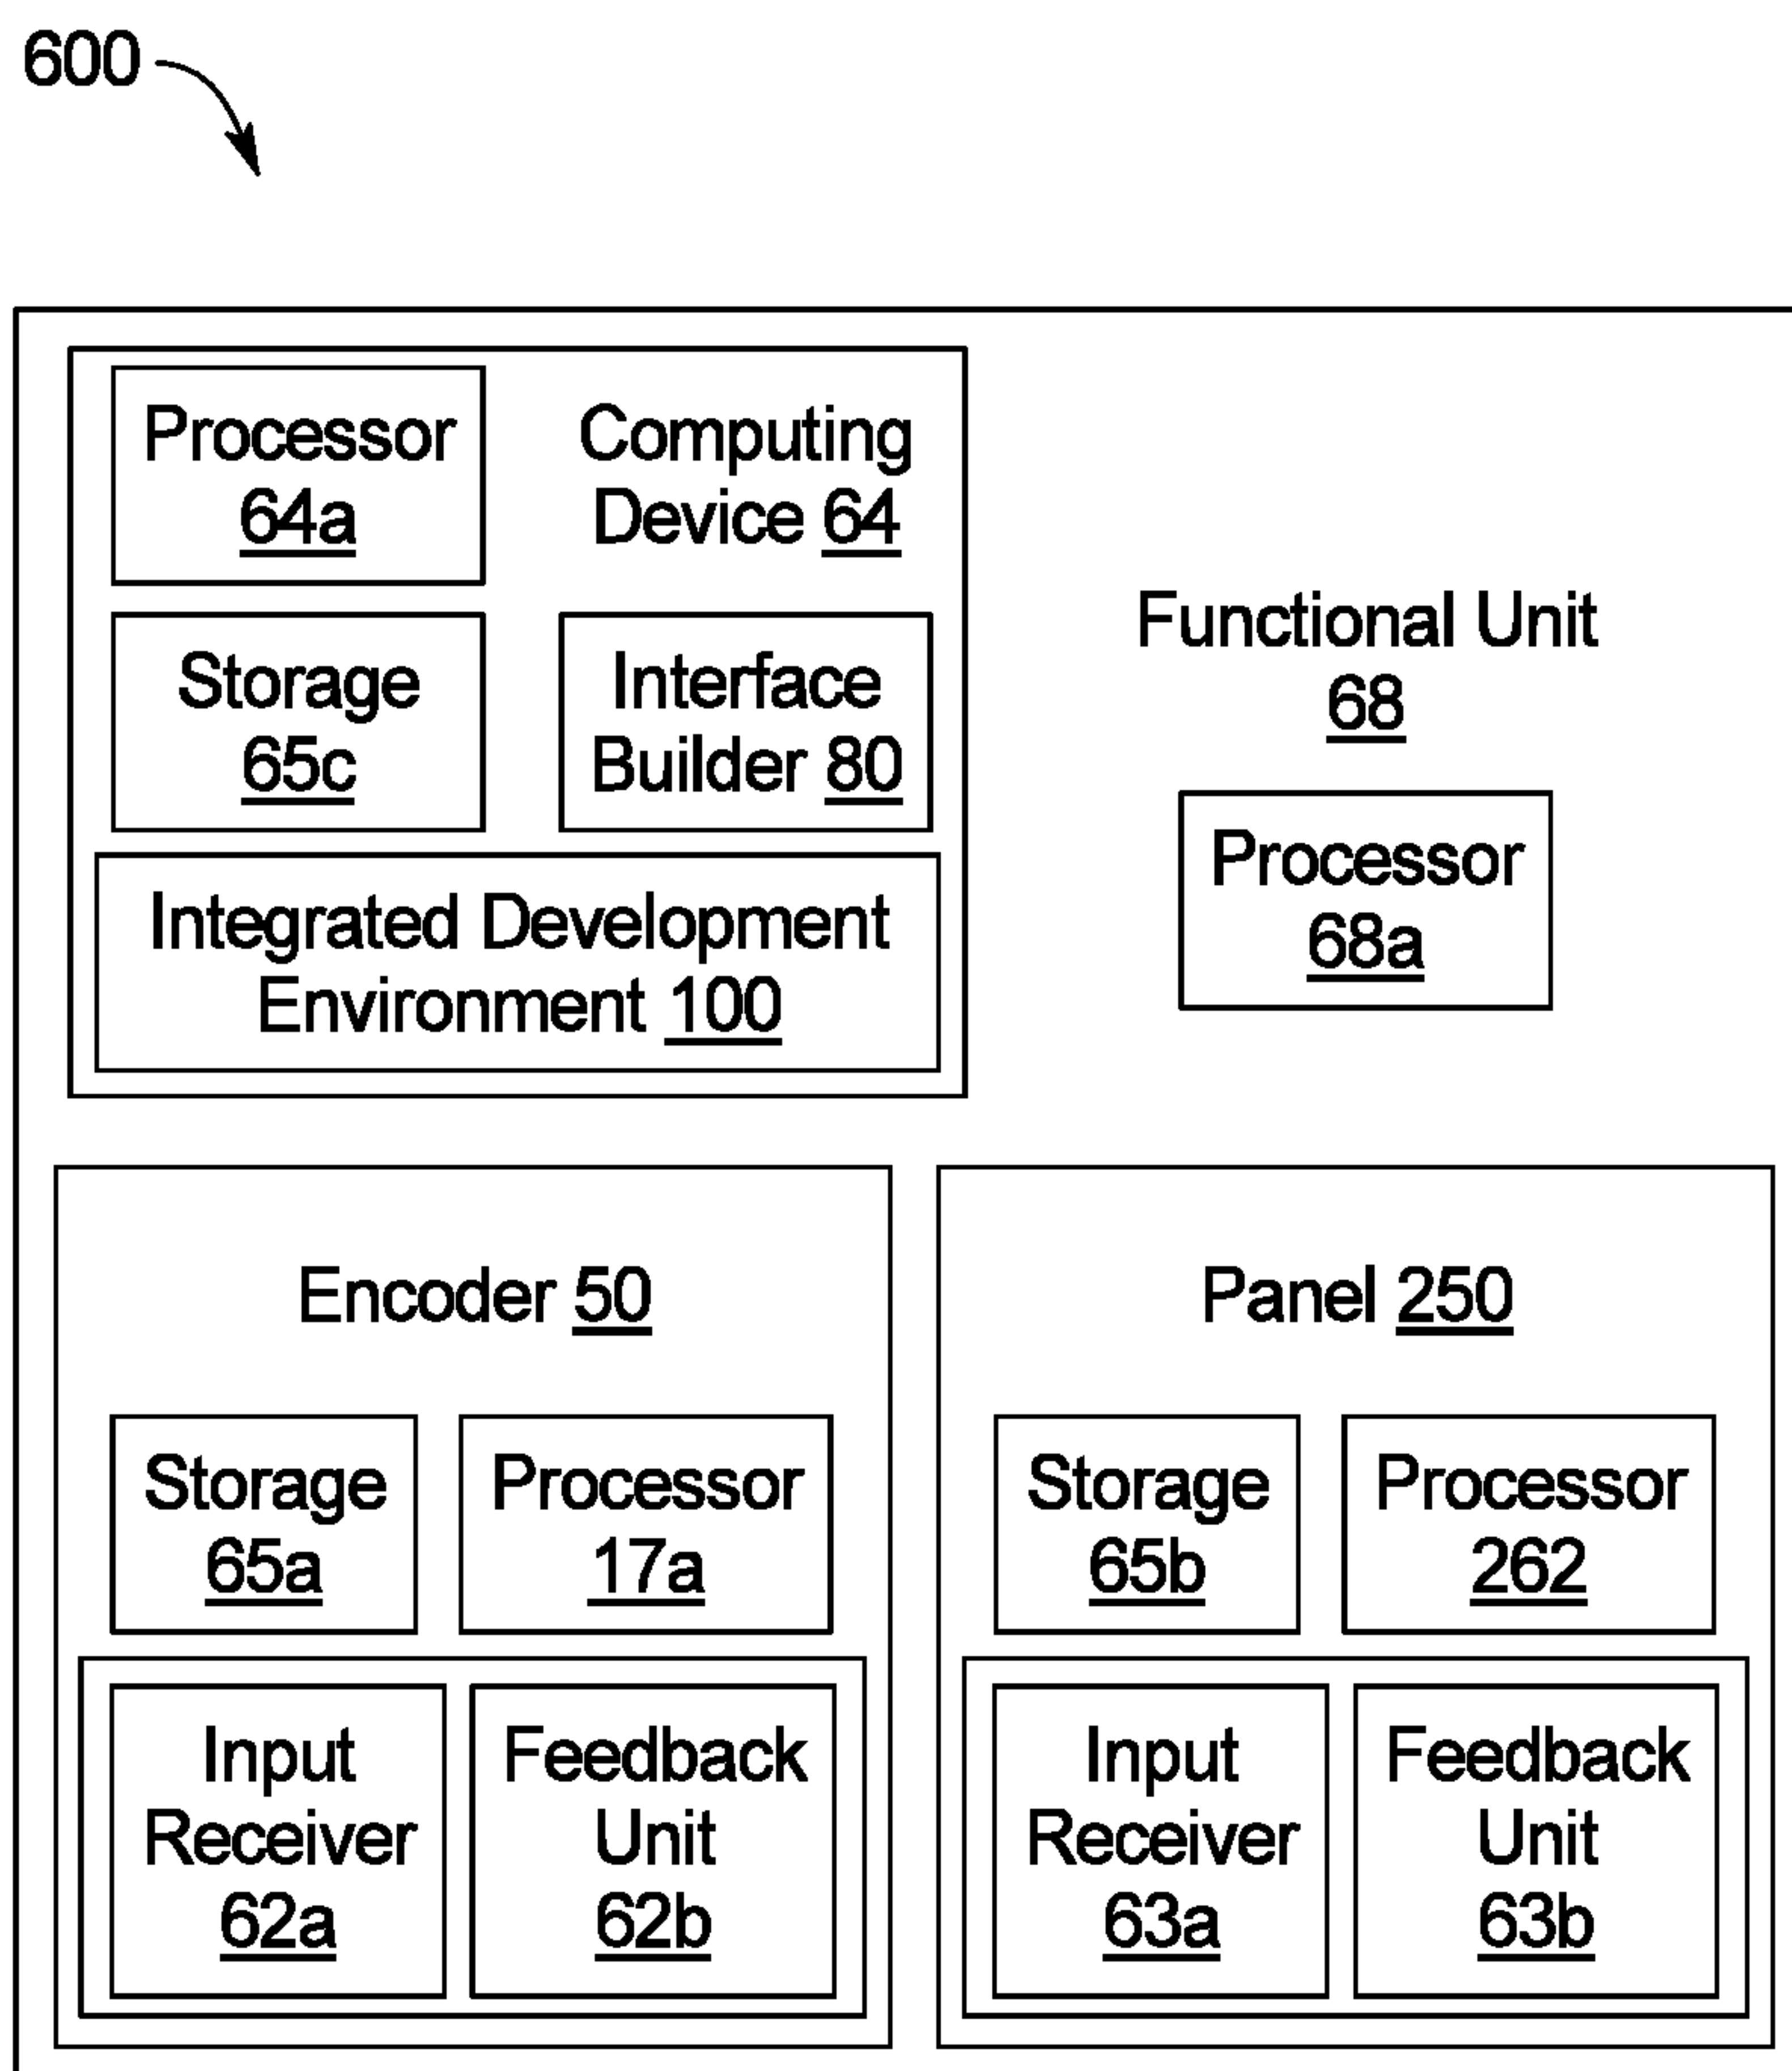 600
Processor
64a
Computing
Device 64
Storage
65c
Interface
Builder 80
Integrated Development
Environment 100
Functional Unit
68
Processor
68a
Encoder 50
Storage
65a
Processor
17a
Input
Receiver
62a
Feedback
Unit
62b
Panel 250
Storage
65b
Processor
262
Input
Receiver
63a
Feedback
Unit
63b